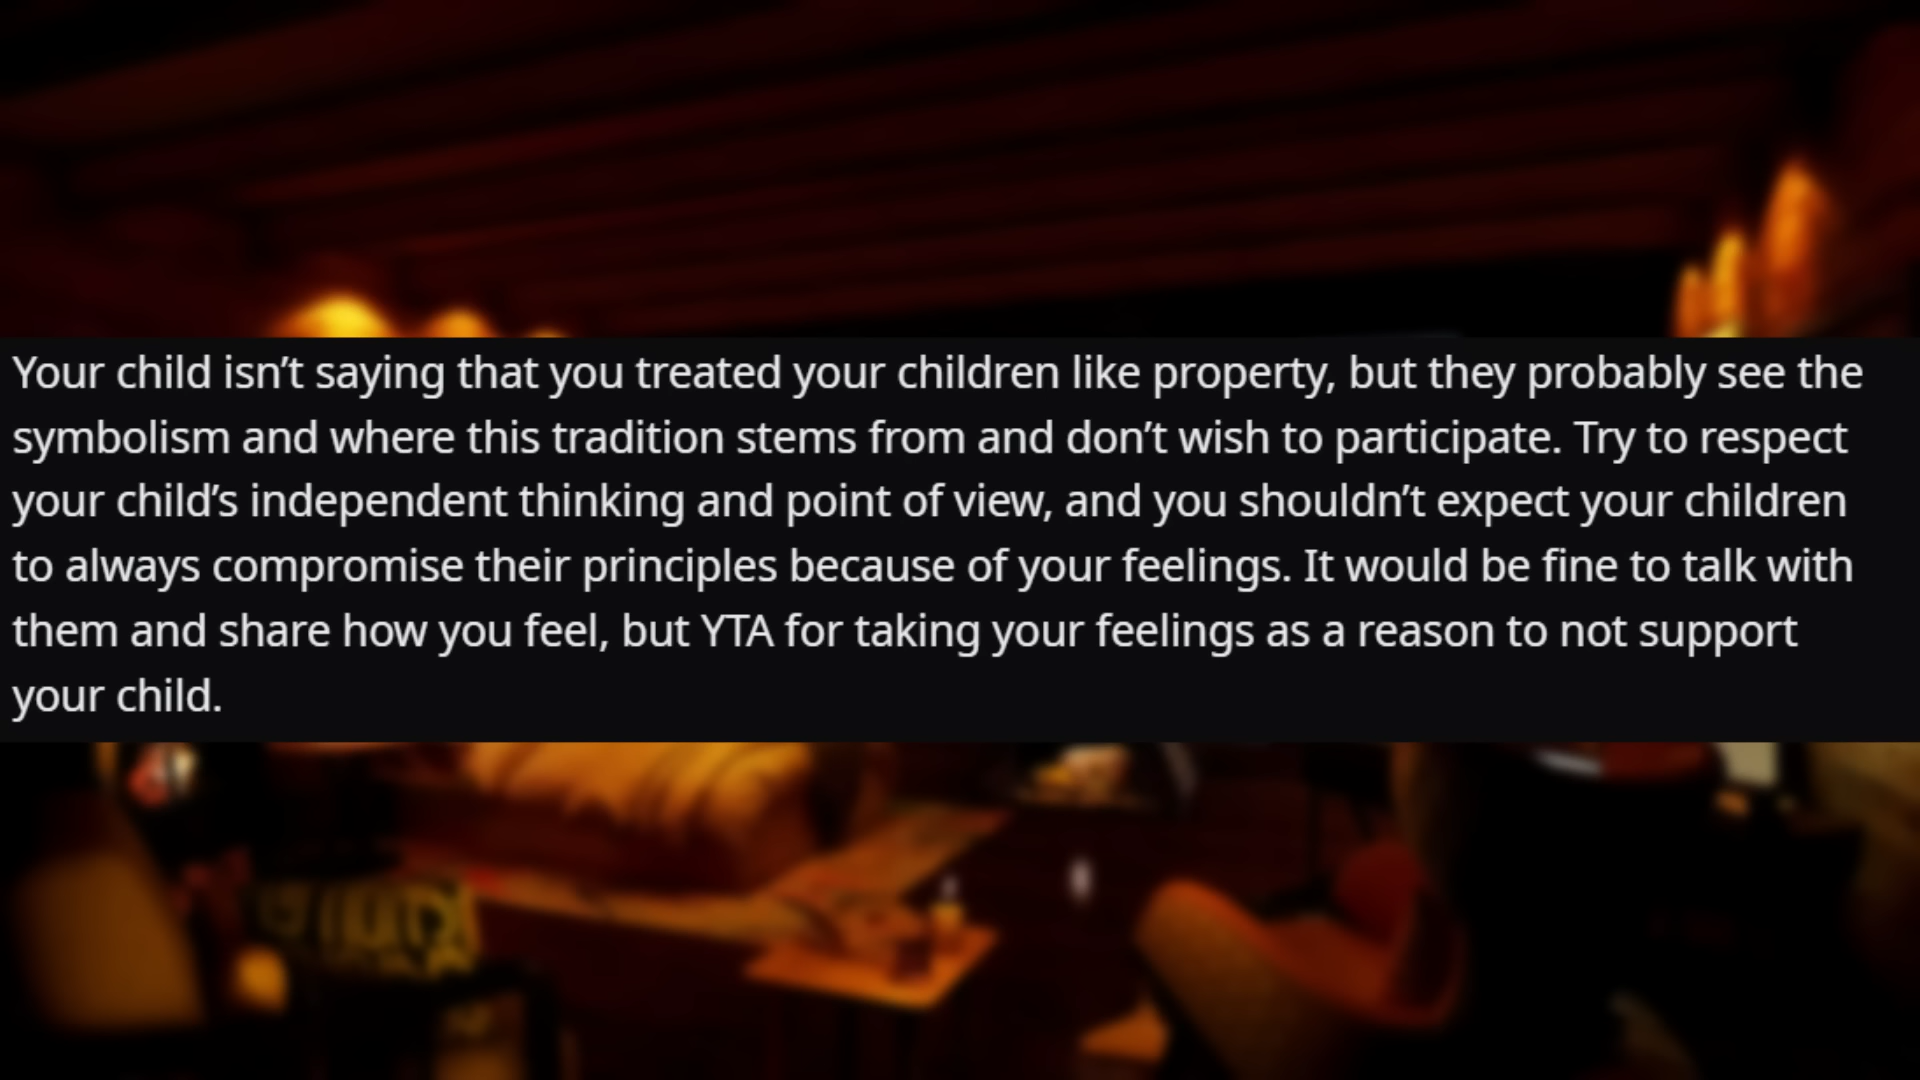 Your child isn’t saying that you treated your children like property, but they probably see the
symbolism and where this tradition stems from and don’t wish to participate. Try to respect
your child’s independent thinking and point of view, and you shouldn’t expect your children
to always compromise their principles because of your feelings. It would be fine to talk with
them and share how you feel, but YTA for taking your feelings as a reason to not support
your child.